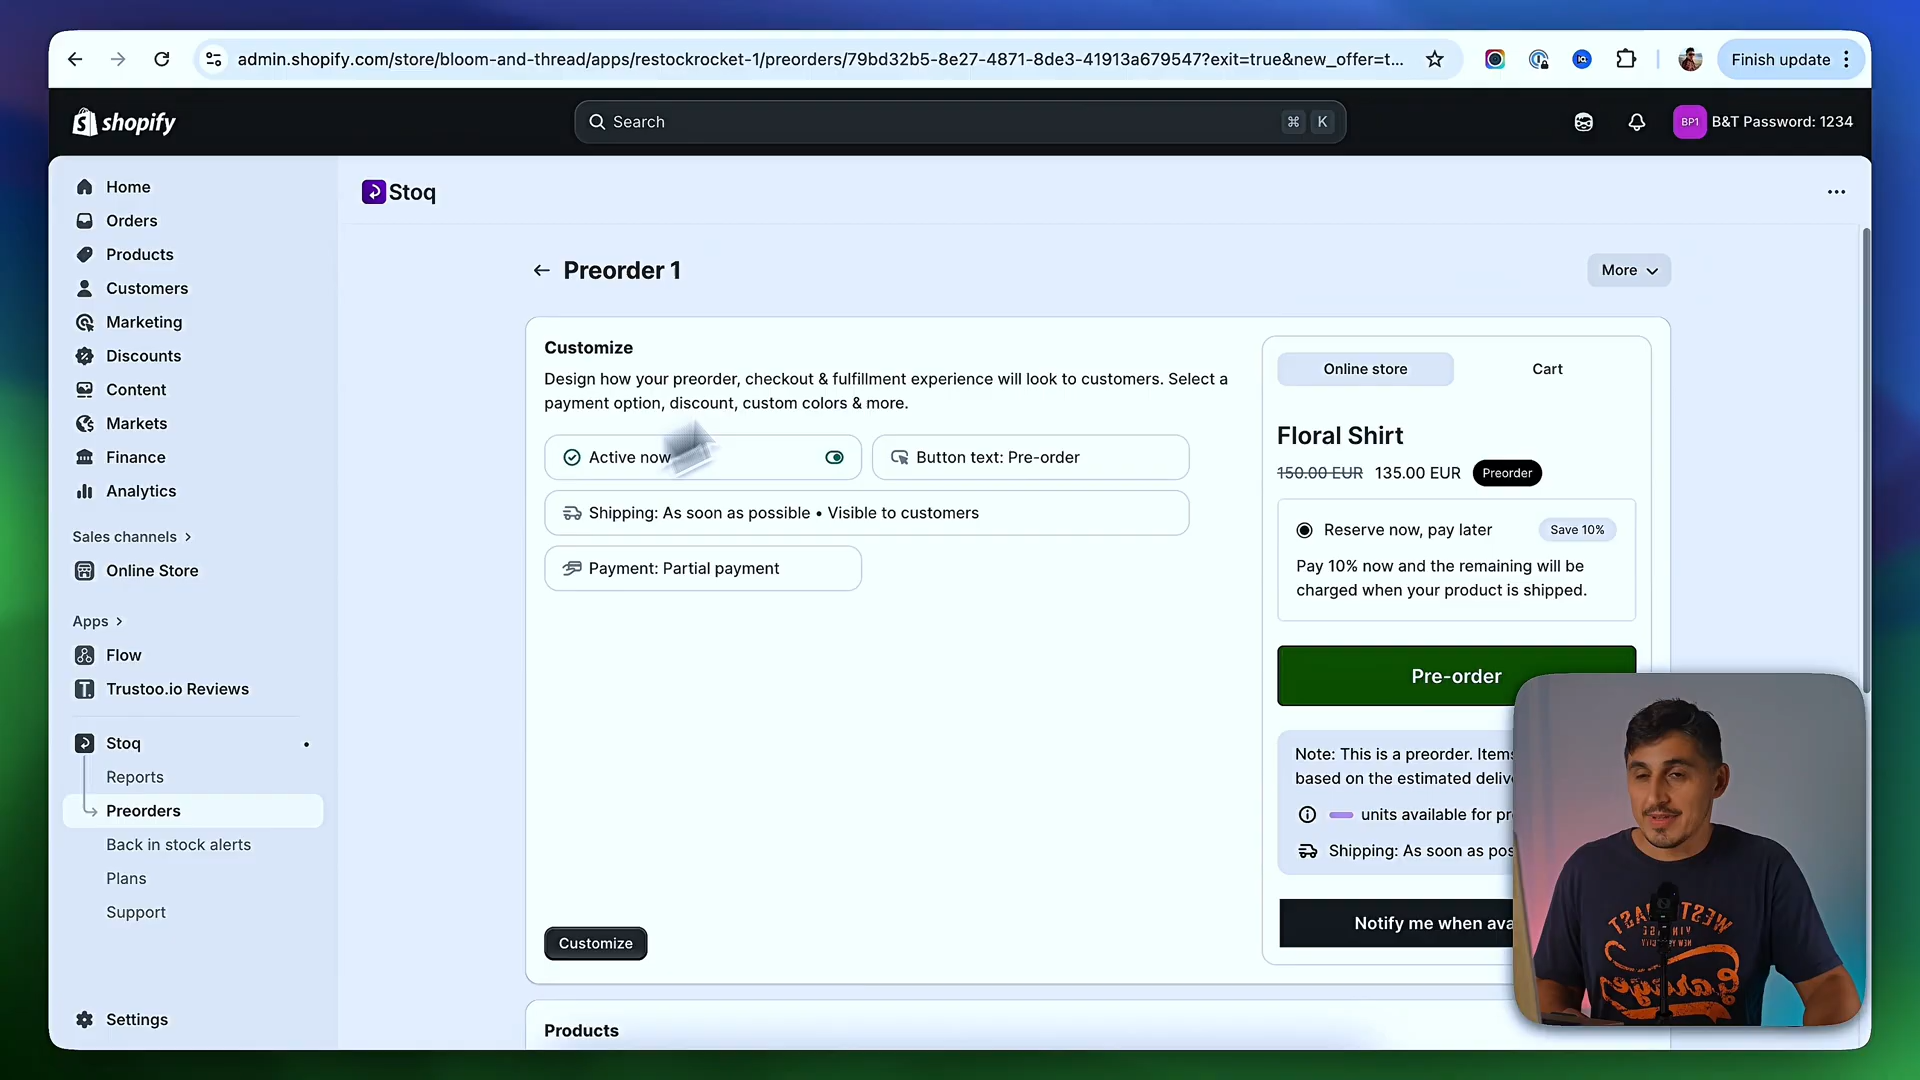 admin.shopify.com/store/bloom-and-thread/apps/restockrocket-1/preorders/79bd32b5-8e27-4871-8de3-41913a679547?exit=true&new_offer=t...
Finish update
shopify
Search
⌘ K
BP1
B&T Password: 1234
Home
Orders
Products
Customers
Marketing
Discounts
Content
Markets
Finance
Analytics
Sales channels
Online Store
Apps
Flow
Trustoo.io Reviews
Stoq
Reports
Preorders
Back in stock alerts
Plans
Support
Settings
Stoq
Preorder 1
More
Customize
Design how your preorder, checkout & fulfillment experience will look to customers. Select a
payment option, discount, custom colors & more.
Active now
Button text: Pre-order
Shipping: As soon as possible • Visible to customers
Payment: Partial payment
Customize
Online store
Cart
Floral Shirt
150.00 EUR 135.00 EUR Preorder
Reserve now, pay later
Save 10%
Pay 10% now and the remaining will be
charged when your product is shipped.
Pre-order
Note: This is a preorder. Items
based on the estimated
units available for
Shipping: As soon as
Notify me when
Products
WEST COAST